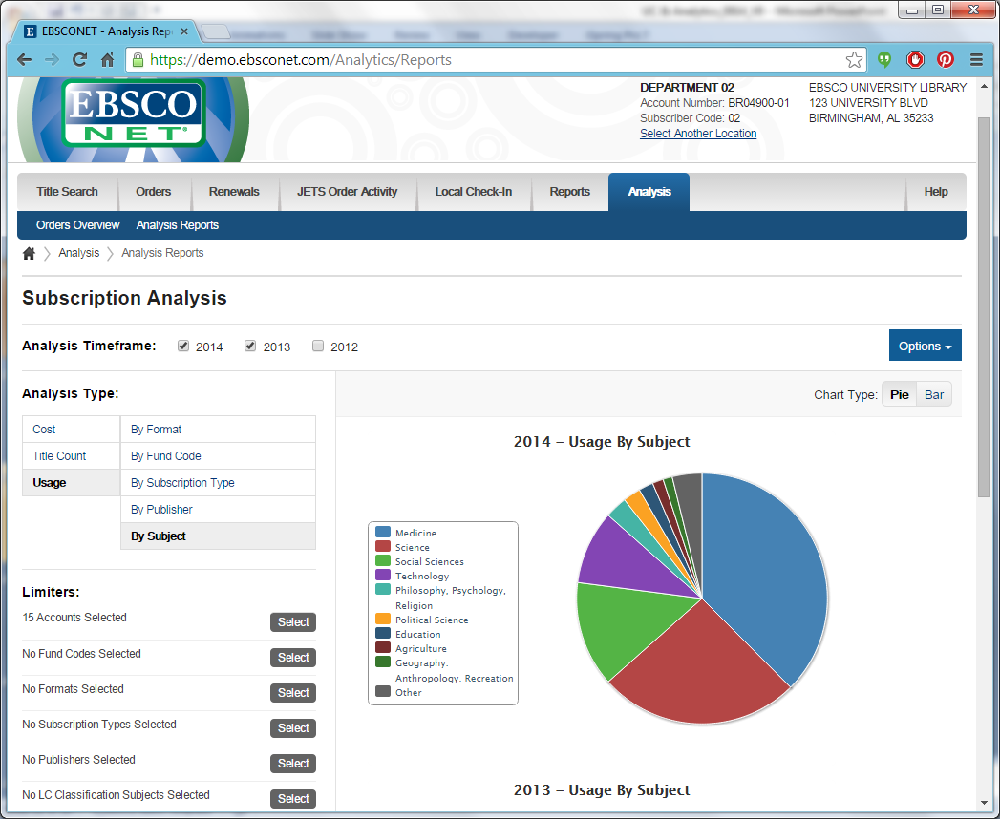 EBSCONET - Analysis Repo
https://demo.ebsconet.com/Analytics/Reports
EBSCO
NET
DEPARTMENT 02
Account Number: BR04900-01
Subscriber Code: 02
Select Another Location
EBSCO UNIVERSITY LIBRARY
123 UNIVERSITY BLVD
BIRMINGHAM, AL 35233
Title Search Orders Renewals JETS Order Activity Local Check-In Reports Analysis Help
Orders Overview Analysis Reports
Analysis Analysis Reports
Subscription Analysis
Analysis Timeframe: 2014 2013 2012 Options
Analysis Type:
Chart Type: Pie Bar
Cost By Format
Title Count By Fund Code
Usage By Subscription Type
By Publisher
By Subject
Limiters:
15 Accounts Selected Select
No Fund Codes Selected Select
No Formats Selected Select
No Subscription Types Selected Select
No Publishers Selected Select
No LC Classification Subjects Selected Select
2014 – Usage By Subject
Medicine
Science
Social Sciences
Technology
Philosophy, Psychology,
Religion
Political Science
Education
Agriculture
Geography.
Anthropology. Recreation
Other
2013 – Usage By Subject